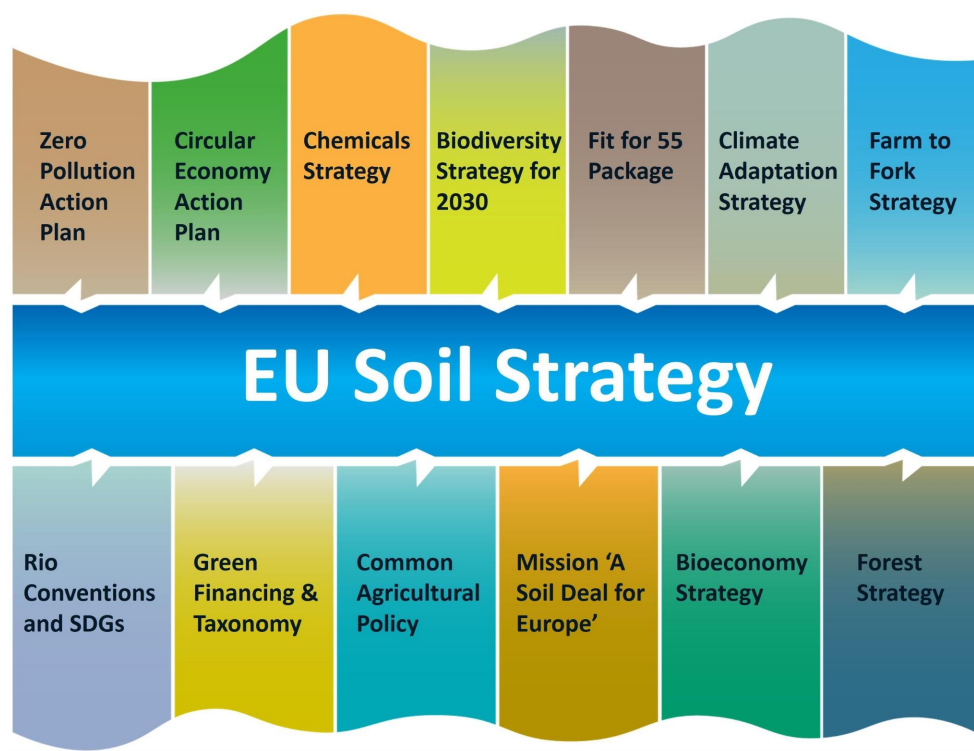 Zero
Pollution
Action
Plan
Circular
Economy
Action
Plan
Chemicals
Strategy
Biodiversity
Strategy for
2030
Fit for 55
Package
Climate
Adaptation
Strategy
Farm to
Fork
Strategy
EU Soil Strategy
Rio
Conventions
and SDGs
Green
Financing &
Taxonomy
Common
Agricultural
Policy
Mission ‘A
Soil Deal for
Europe’
Bioeconomy
Strategy
Forest
Strategy